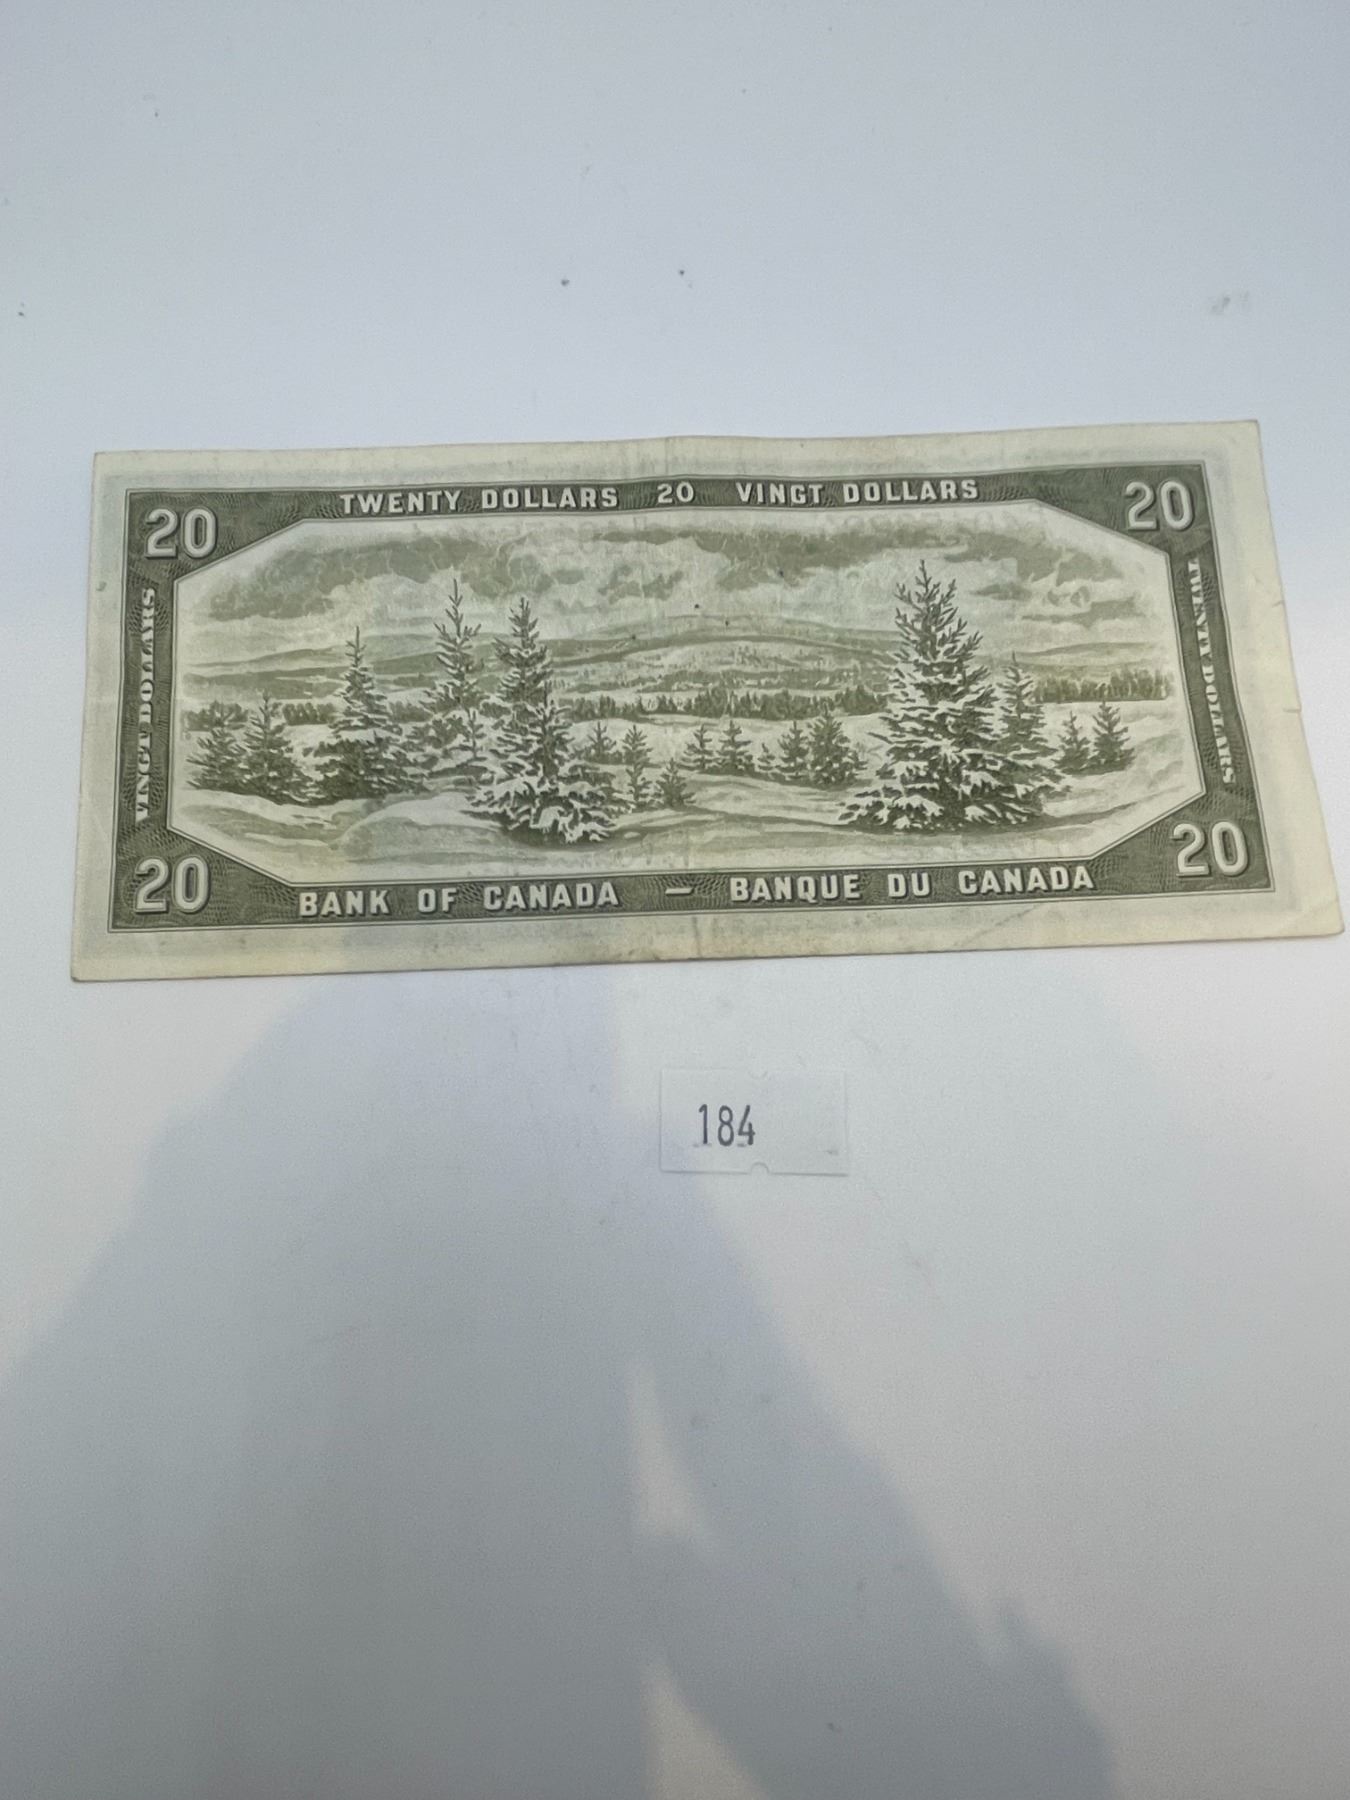 TWENTY DOLLARS 20 VINGT DOLLARS
20
20
VINGT DOLLARS
TWENTY DOLLARS
20
20
BANK OF CANADA — BANQUE DU CANADA
184